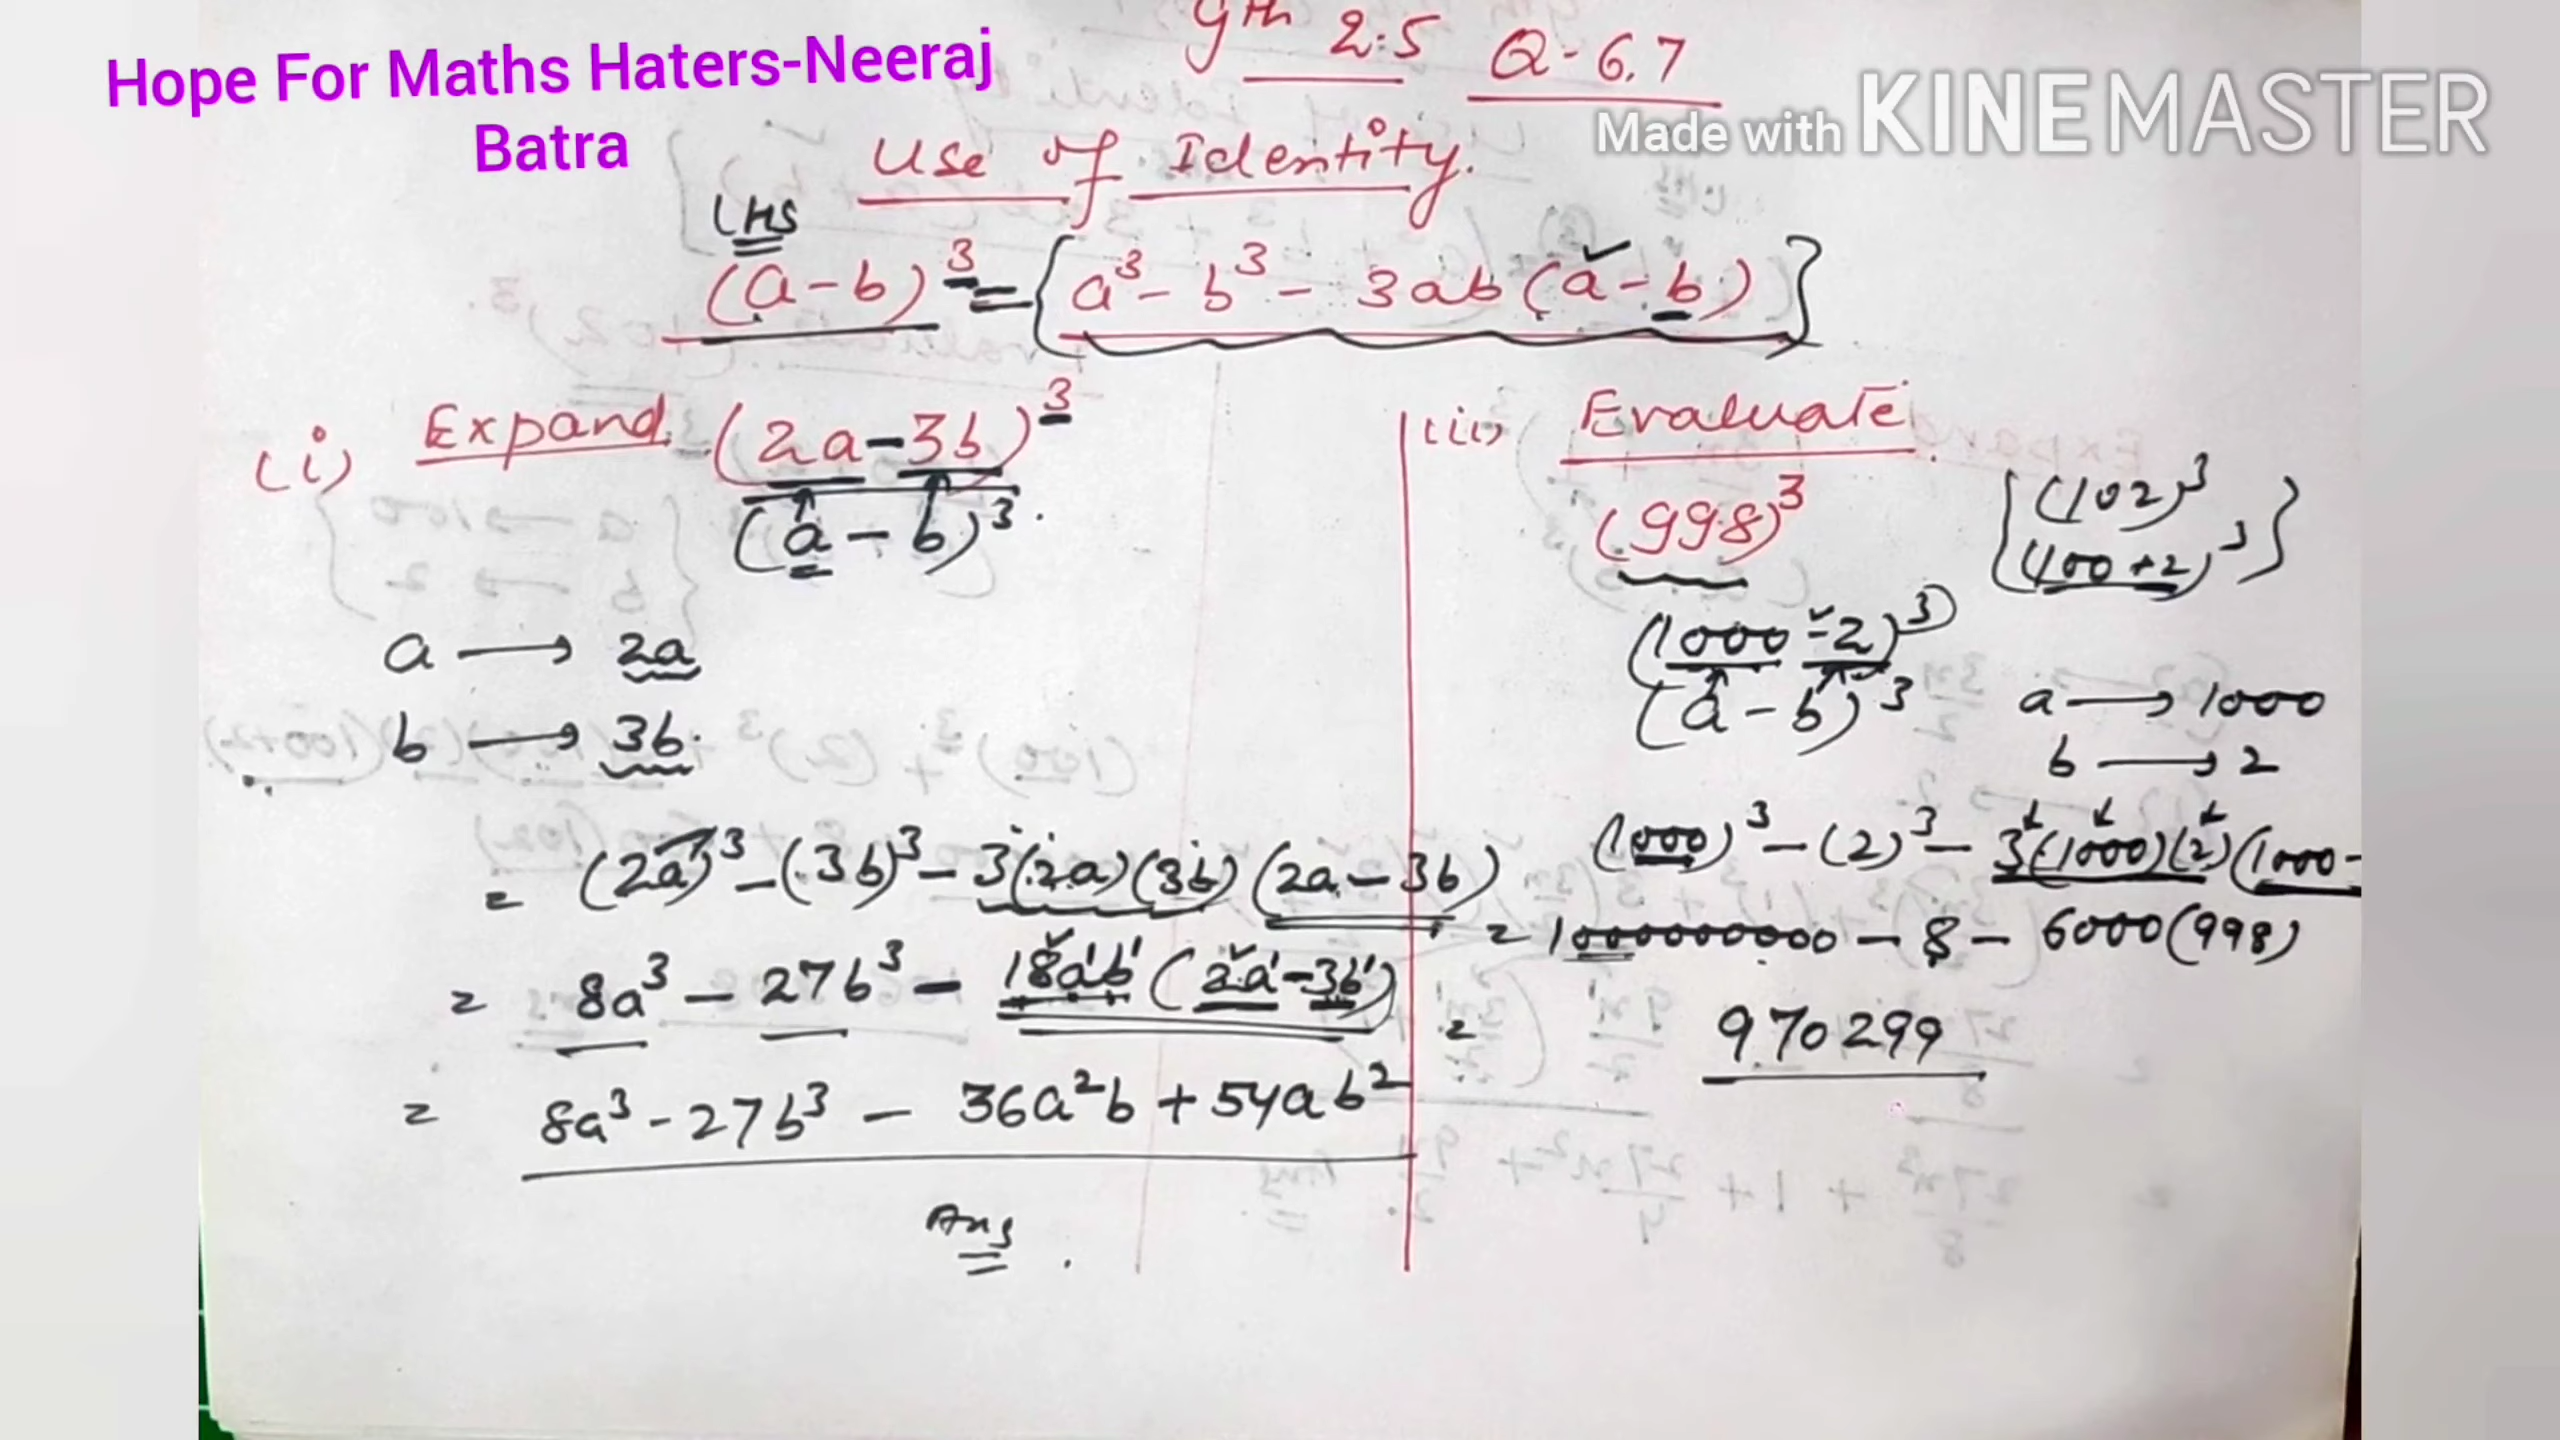 Hope For Maths Haters-Neeraj
Batra
9th 2.5 Q-6,7
Made with KINEMASTER
Use of Identity.
LHS
(a-b)³ = {a³ - b³ - 3ab(a-b)}
(i) Expand (2a-3b)³
(a-b)³.
a → 2a
b → 3b.
= (2a)³ - (3b)³ - 3(2a)(3b)(2a-3b)
= 8a³ - 27b³ - 18a¹b¹(2a¹-3b¹)
= 8a³ - 27b³ - 36a²b + 54ab²
Ans
(ii) Evaluate
(998)³
{(102)³
(100+2)³}
(1000-2)³
(a-b)³
a → 1000
b → 2
(1000)³ - (2)³ - 3(1000)(2)(1000-
= 1000000000 - 8 - 6000(998)
= 970299